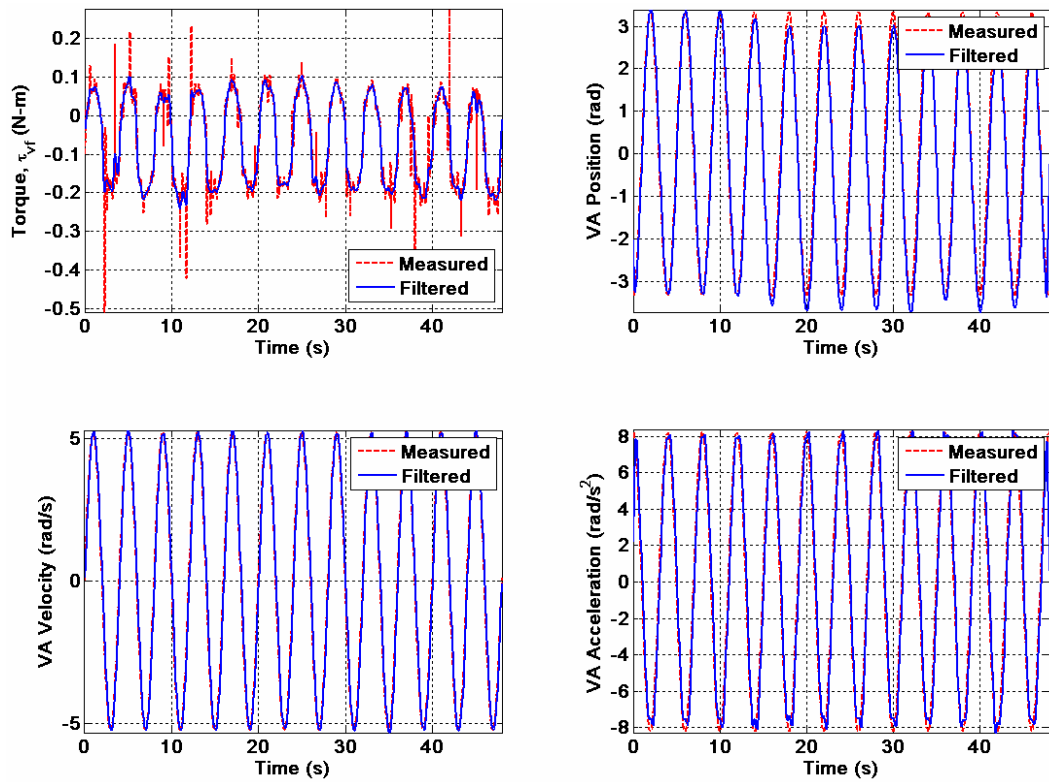 Torque, τvf (N-m)
0.2
0.1
0
-0.1
-0.2
-0.3
-0.4
-0.5
Measured
Filtered
0 10 20 30 40
Time (s)
VA Position (rad)
3
2
1
0
-1
-2
-3
Measured
Filtered
0 10 20 30 40
Time (s)
VA Velocity (rad/s)
5
0
-5
Measured
Filtered
0 10 20 30 40
Time (s)
VA Acceleration (rad/s²)
8
6
4
2
0
-2
-4
-6
-8
Measured
Filtered
0 10 20 30 40
Time (s)